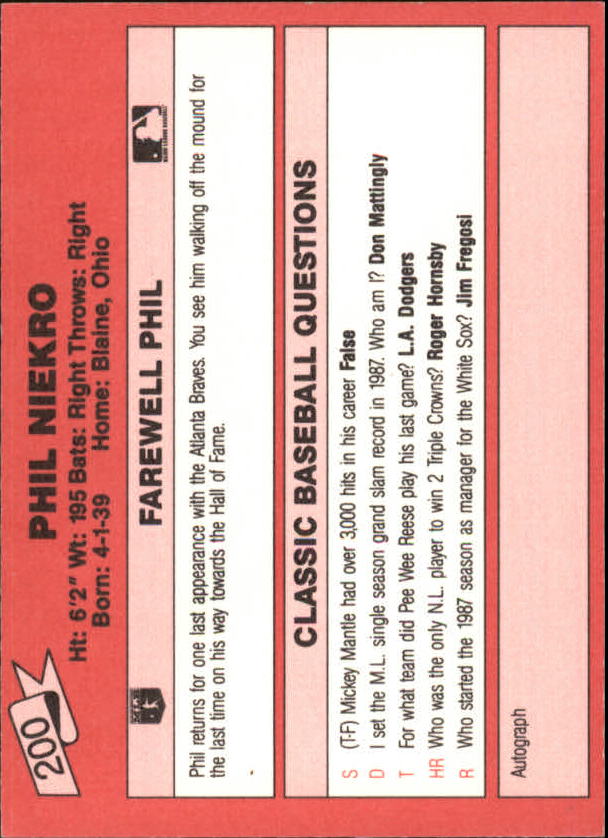 200
PHIL NIEKRO
Ht: 6'2" Wt: 195 Bats: Right Throws: Right
Born: 4-1-39 Home: Blaine, Ohio
FAREWELL PHIL
Phil returns for one last appearance with the Atlanta Braves. You see him walking off the mound for
the last time on his way towards the Hall of Fame.
CLASSIC BASEBALL QUESTIONS
S (T-F) Mickey Mantle had over 3,000 hits in his career False
D I set the M.L. single season grand slam record in 1987. Who am I? Don Mattingly
T For what team did Pee Wee Reese play his last game? L.A. Dodgers
HR Who was the only N.L. player to win 2 Triple Crowns? Roger Hornsby
R Who started the 1987 season as manager for the White Sox? Jim Fregosi
Autograph